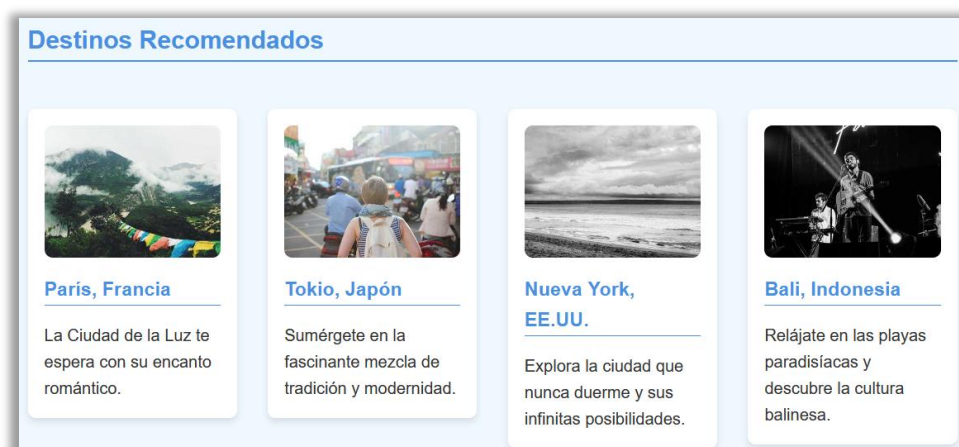 Destinos Recomendados
París, Francia
La Ciudad de la Luz te
espera con su encanto
romántico.
Tokio, Japón
Sumérgete en la
fascinante mezcla de
tradición y modernidad.
Nueva York,
EE.UU.
Explora la ciudad que
nunca duerme y sus
infinitas posibilidades.
Bali, Indonesia
Relájate en las playas
paradisíacas y
descubre la cultura
balinesa.